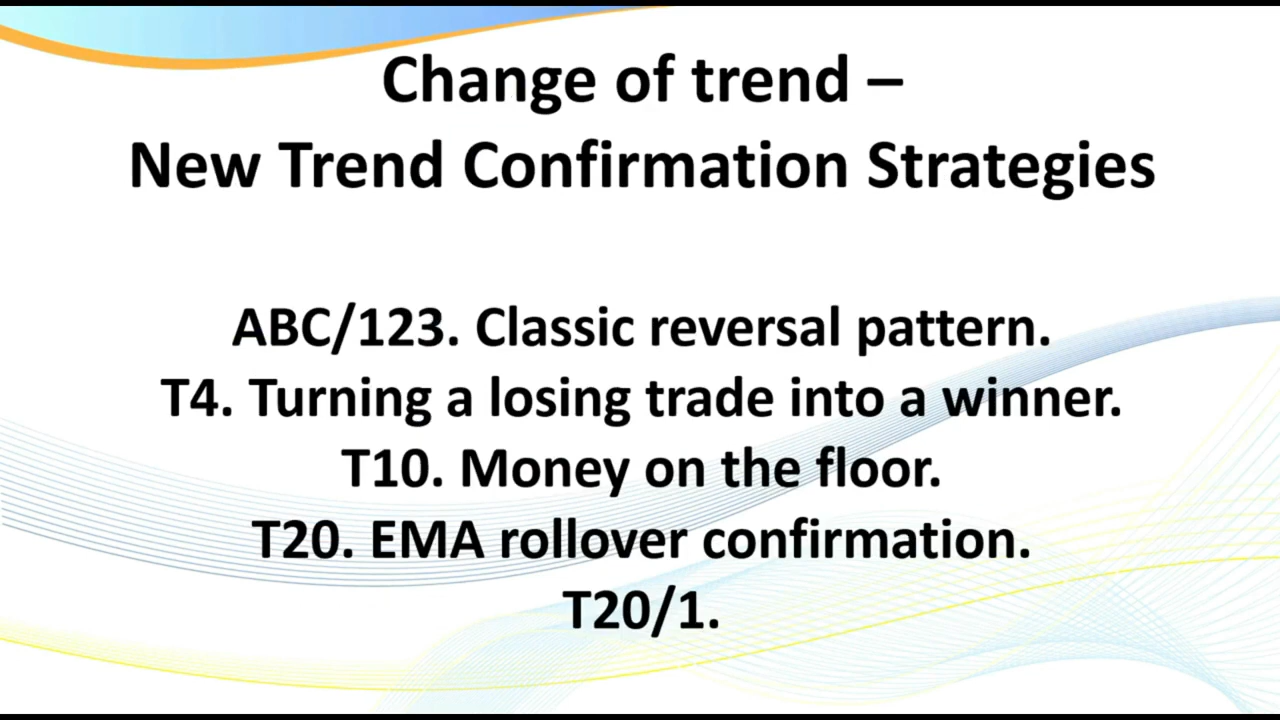 Change of trend –
New Trend Confirmation Strategies
ABC/123. Classic reversal pattern.
T4. Turning a losing trade into a winner.
T10. Money on the floor.
T20. EMA rollover confirmation.
T20/1.